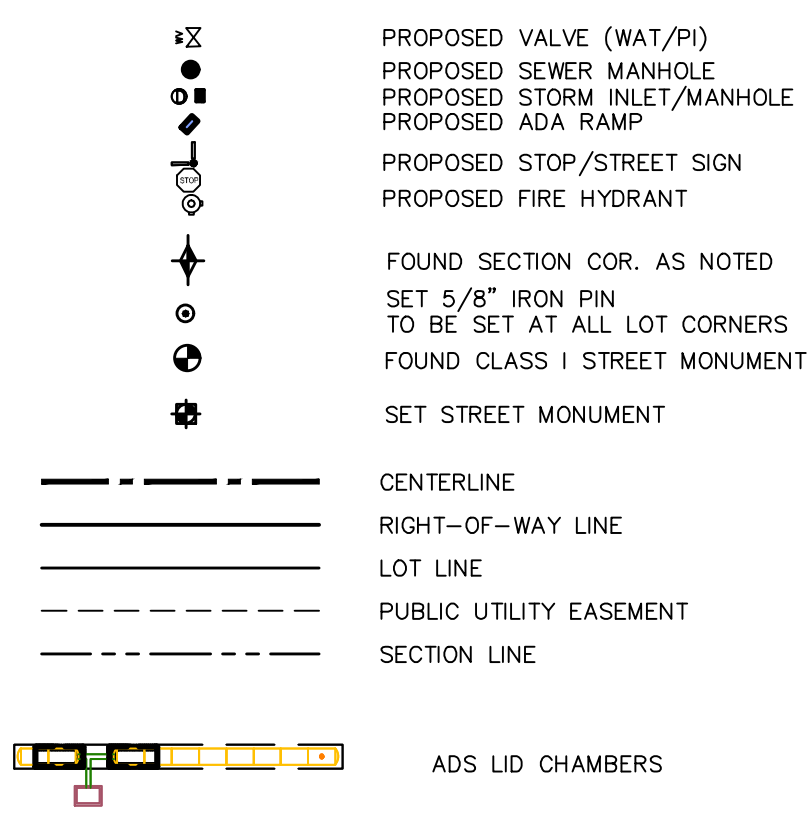 W PROPOSED VALVE (WAT/PI)
PROPOSED SEWER MANHOLE
PROPOSED STORM INLET/MANHOLE
PROPOSED ADA RAMP
PROPOSED STOP/STREET SIGN
STOP
PROPOSED FIRE HYDRANT
FOUND SECTION COR. AS NOTED
SET 5/8" IRON PIN
TO BE SET AT ALL LOT CORNERS
FOUND CLASS I STREET MONUMENT
SET STREET MONUMENT
CENTERLINE
RIGHT-OF-WAY LINE
LOT LINE
PUBLIC UTILITY EASEMENT
SECTION LINE
ADS LID CHAMBERS